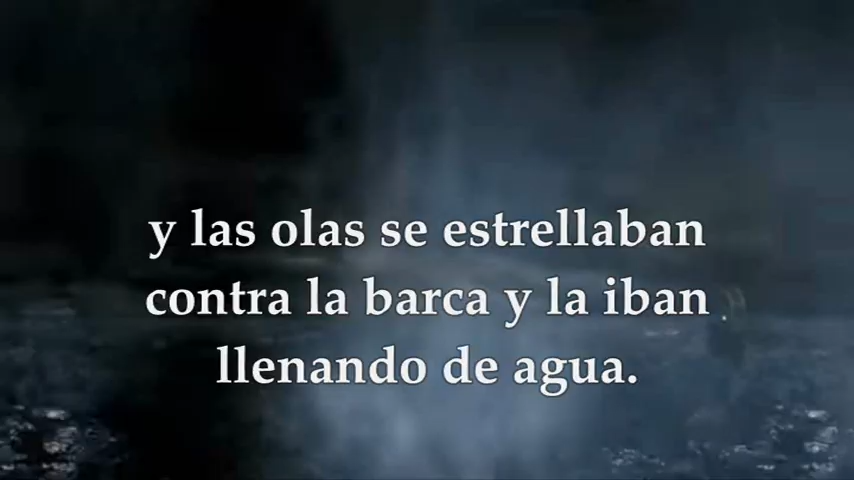 y las olas se estrellaban
contra la barca y la iban
llenando de agua.